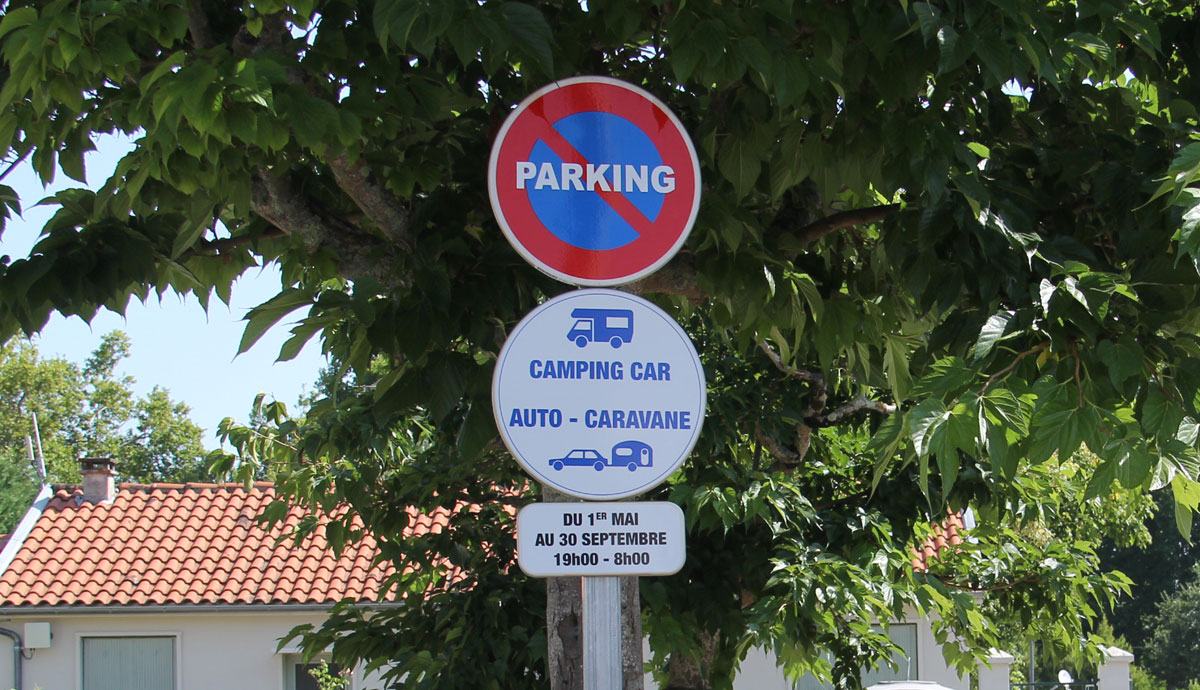 PARKING
CAMPING CAR
AUTO - CARAVANE
DU 1ER MAI
AU 30 SEPTEMBRE
19h00 - 8h00